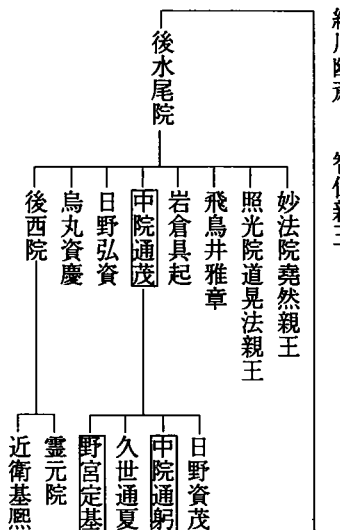 後水尾院
妙法院堯然親王
照光院道晃法親王
飛鳥井雅章
岩倉具起
中院通茂
日野弘資
烏丸資慶
後西院
日野資茂
中院通躬
久世通夏
野宮定基
霊元院
近衛基熈